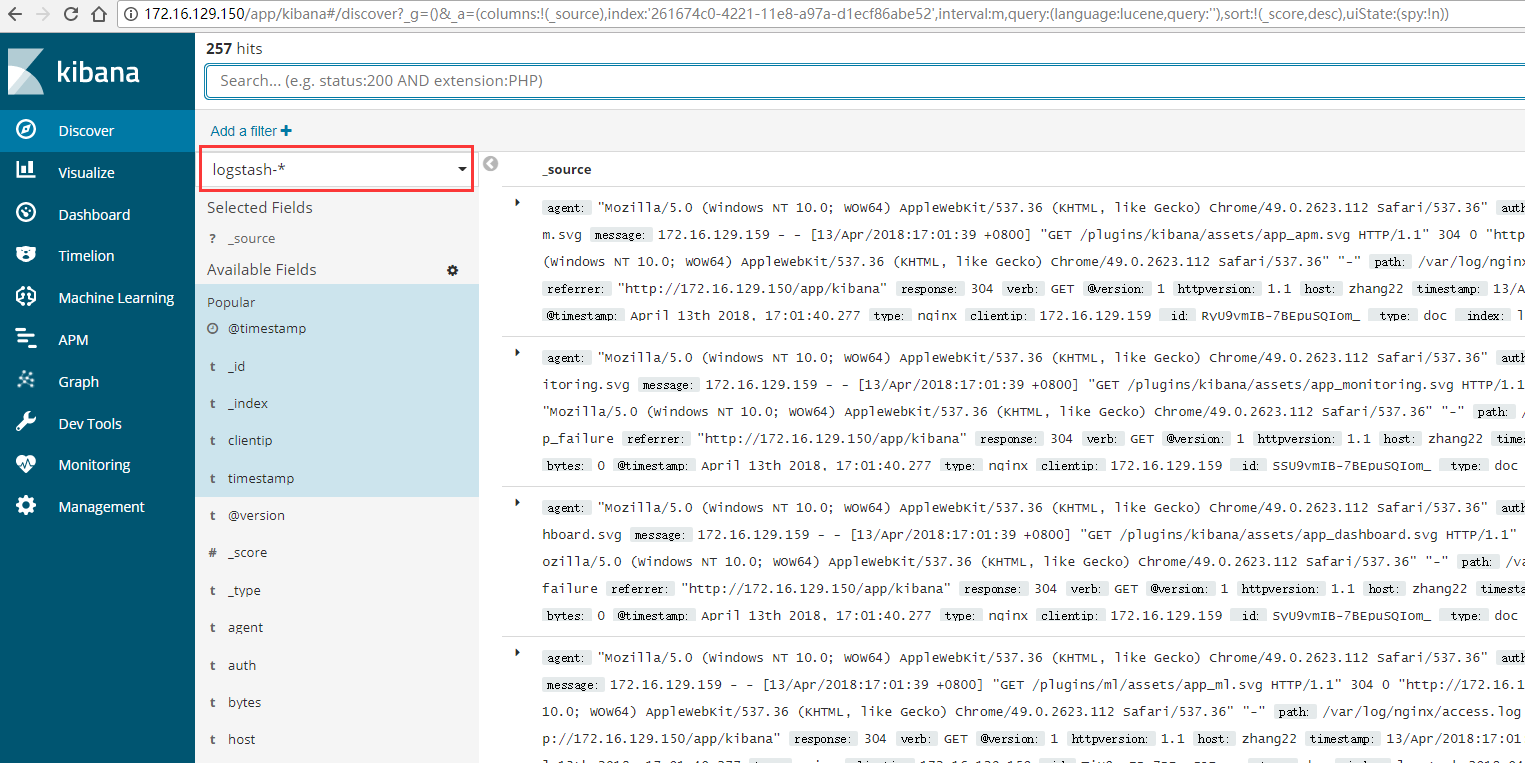 172.16.129.150/app/kibana#/discover?_g=()&_a=(columns:!(_source),index:'261674c0-4221-11e8-a97a-d1ecf86abe52',interval:m,query:(language:lucene,query:''),sort:!(_score,desc),uiState:(spy:!n))
kibana
Discover
Visualize
Dashboard
Timelion
Machine Learning
APM
Graph
Dev Tools
Monitoring
Management
257 hits
Search... (e.g. status:200 AND extension:PHP)
Add a filter +
logstash-*
Selected Fields
? _source
Available Fields
Popular
@timestamp
t _id
t _index
t clientip
t timestamp
t @version
# _score
t _type
t agent
t auth
t bytes
t host
_source
agent: "Mozilla/5.0 (Windows NT 10.0; WOW64) AppleWebKit/537.36 (KHTML, like Gecko) Chrome/49.0.2623.112 Safari/537.36" auth
m.svg message: 172.16.129.159 - - [13/Apr/2018:17:01:39 +0800] "GET /plugins/kibana/assets/app_apm.svg HTTP/1.1" 304 0 "http
(Windows NT 10.0; WOW64) AppleWebKit/537.36 (KHTML, like Gecko) Chrome/49.0.2623.112 Safari/537.36" "-" path: /var/log/nginx
referrer: "http://172.16.129.150/app/kibana" response: 304 verb: GET @version: 1 httpversion: 1.1 host: zhang22 timestamp: 13/A
@timestamp: April 13th 2018, 17:01:40.277 type: nginx clientip: 172.16.129.159 _id: RyU9vmIB-7BEpuSQIom_ _type: doc _index: l
agent: "Mozilla/5.0 (Windows NT 10.0; WOW64) AppleWebKit/537.36 (KHTML, like Gecko) Chrome/49.0.2623.112 Safari/537.36" auth
itoring.svg message: 172.16.129.159 - - [13/Apr/2018:17:01:39 +0800] "GET /plugins/kibana/assets/app_monitoring.svg HTTP/1.1
"Mozilla/5.0 (Windows NT 10.0; WOW64) AppleWebKit/537.36 (KHTML, like Gecko) Chrome/49.0.2623.112 Safari/537.36" "-" path: /
p_failure referrer: "http://172.16.129.150/app/kibana" response: 304 verb: GET @version: 1 httpversion: 1.1 host: zhang22 times
bytes: 0 @timestamp: April 13th 2018, 17:01:40.277 type: nginx clientip: 172.16.129.159 _id: SSU9vmIB-7BEpuSQIom_ _type: doc
agent: "Mozilla/5.0 (Windows NT 10.0; WOW64) AppleWebKit/537.36 (KHTML, like Gecko) Chrome/49.0.2623.112 Safari/537.36" auth
hboard.svg message: 172.16.129.159 - - [13/Apr/2018:17:01:39 +0800] "GET /plugins/kibana/assets/app_dashboard.svg HTTP/1.1"
ozilla/5.0 (Windows NT 10.0; WOW64) AppleWebKit/537.36 (KHTML, like Gecko) Chrome/49.0.2623.112 Safari/537.36" "-" path: /va
failure referrer: "http://172.16.129.150/app/kibana" response: 304 verb: GET @version: 1 httpversion: 1.1 host: zhang22 timesta
bytes: 0 @timestamp: April 13th 2018, 17:01:40.277 type: nginx clientip: 172.16.129.159 _id: SyU9vmIB-7BEpuSQIom_ _type: doc
agent: "Mozilla/5.0 (Windows NT 10.0; WOW64) AppleWebKit/537.36 (KHTML, like Gecko) Chrome/49.0.2623.112 Safari/537.36" auth
message: 172.16.129.159 - - [13/Apr/2018:17:01:39 +0800] "GET /plugins/ml/assets/app_ml.svg HTTP/1.1" 304 0 "http://172.16.1
10.0; WOW64) AppleWebKit/537.36 (KHTML, like Gecko) Chrome/49.0.2623.112 Safari/537.36" "-" path: /var/log/nginx/access.log
p://172.16.129.150/app/kibana" response: 304 verb: GET @version: 1 httpversion: 1.1 host: zhang22 timestamp: 13/Apr/2018:17:01